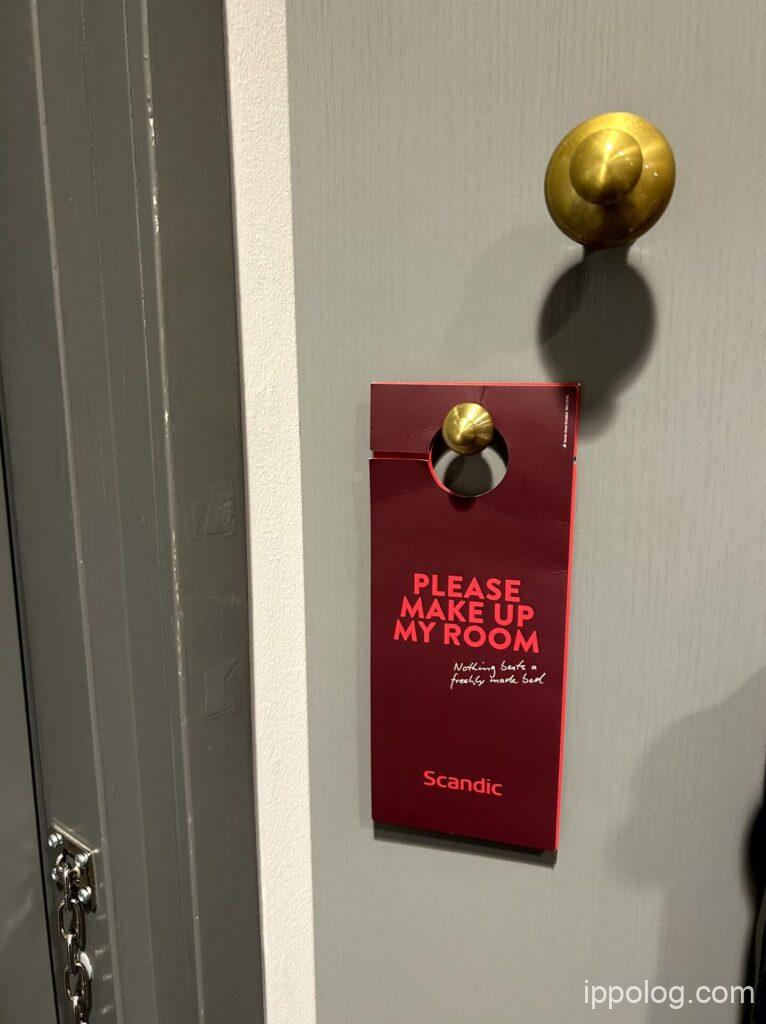 PLEASE
MAKE UP
MY ROOM
Nothing beats a
freshly made bed
Scandic
ippolog.com